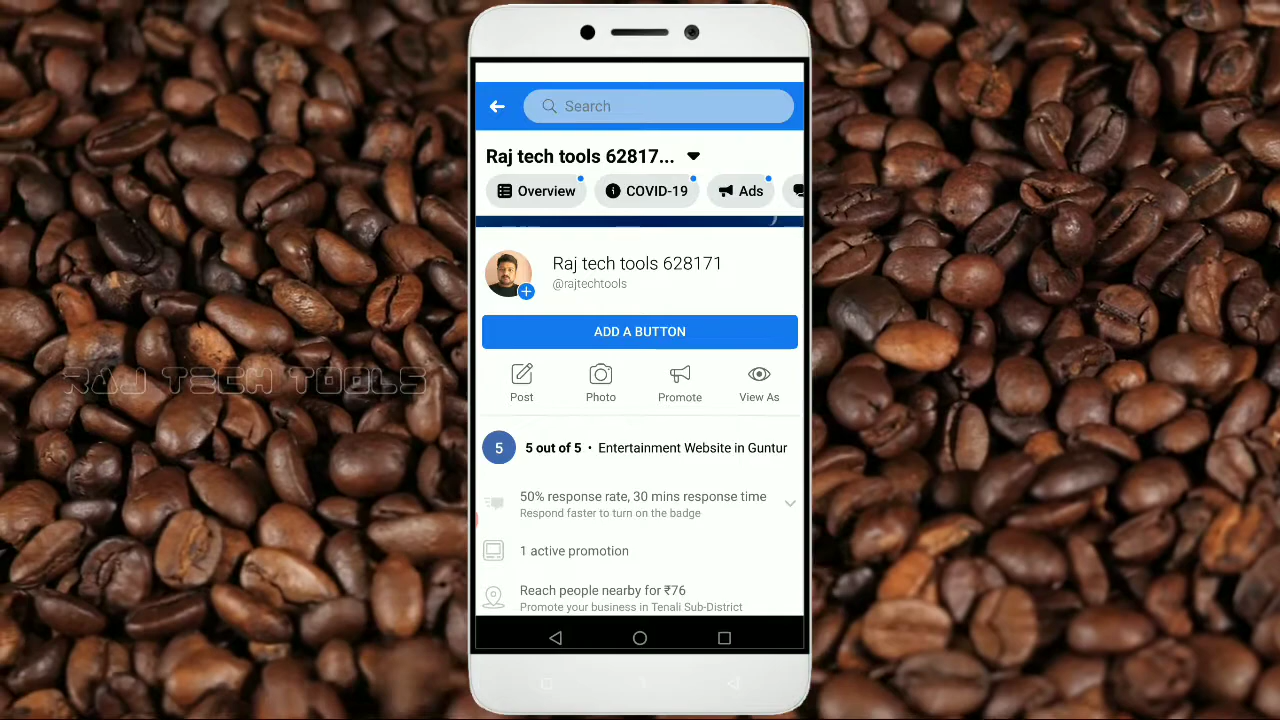 Search
Raj tech tools 62817...
Overview
COVID-19
Ads
Raj tech tools 628171
@rajtechtools
ADD A BUTTON
Post
Photo
Promote
View As
RAJ TECH TOOLS
5
5 out of 5 · Entertainment Website in Guntur
50% response rate, 30 mins response time
Respond faster to turn on the badge
1 active promotion
Reach people nearby for ₹76
Promote your business in Tenali Sub-District